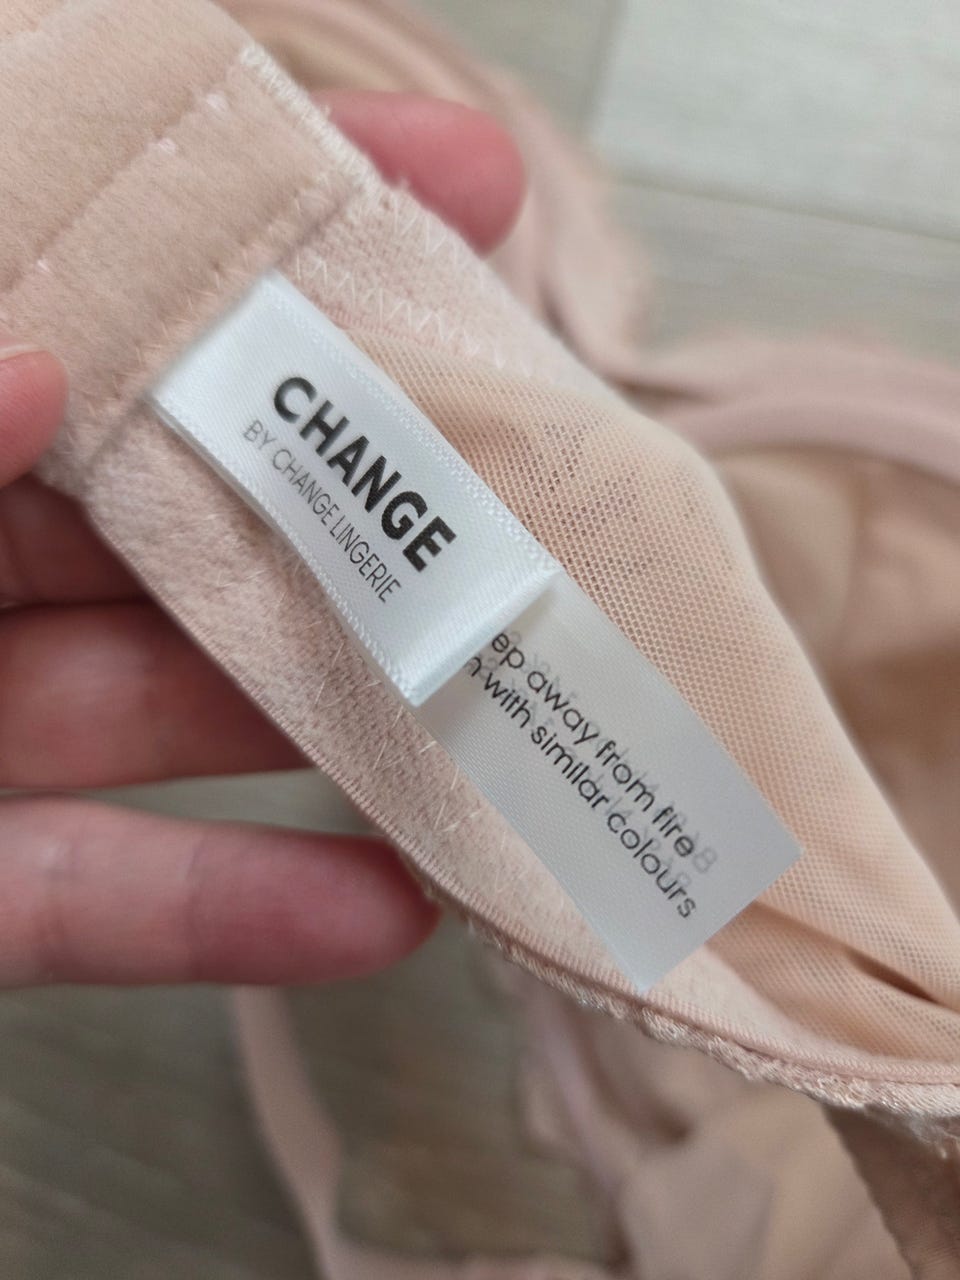 CHANGE
BY CHANGE LINGERIE
ep away from fire
with similar colours